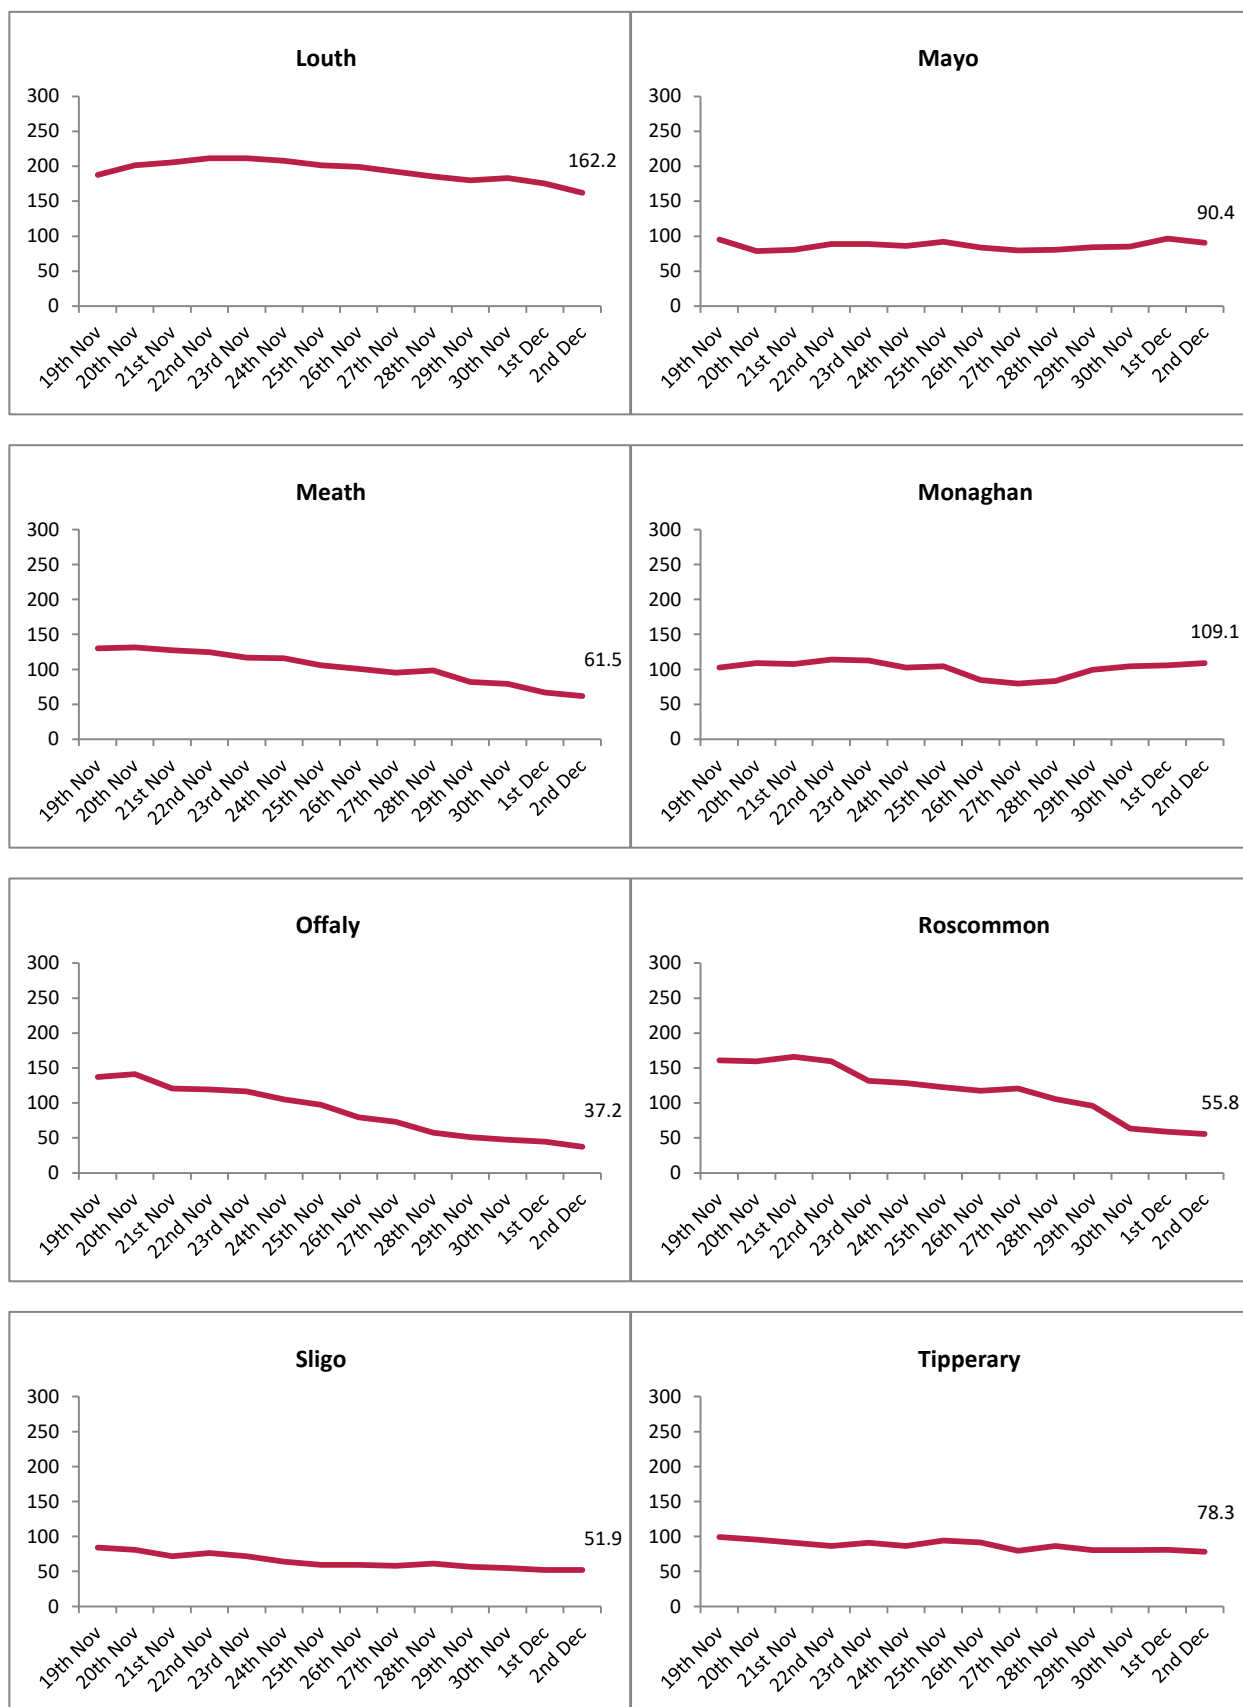 Louth
300
250
200
150
100
50
0
162.2
19th Nov
20th Nov
21st Nov
22nd Nov
23rd Nov
24th Nov
25th Nov
26th Nov
27th Nov
28th Nov
29th Nov
30th Nov
1st Dec
2nd Dec
Mayo
300
250
200
150
100
50
0
90.4
19th Nov
20th Nov
21st Nov
22nd Nov
23rd Nov
24th Nov
25th Nov
26th Nov
27th Nov
28th Nov
29th Nov
30th Nov
1st Dec
2nd Dec
Meath
300
250
200
150
100
50
0
61.5
19th Nov
20th Nov
21st Nov
22nd Nov
23rd Nov
24th Nov
25th Nov
26th Nov
27th Nov
28th Nov
29th Nov
30th Nov
1st Dec
2nd Dec
Monaghan
300
250
200
150
100
50
0
109.1
19th Nov
20th Nov
21st Nov
22nd Nov
23rd Nov
24th Nov
25th Nov
26th Nov
27th Nov
28th Nov
29th Nov
30th Nov
1st Dec
2nd Dec
Offaly
300
250
200
150
100
50
0
37.2
19th Nov
20th Nov
21st Nov
22nd Nov
23rd Nov
24th Nov
25th Nov
26th Nov
27th Nov
28th Nov
29th Nov
30th Nov
1st Dec
2nd Dec
Roscommon
300
250
200
150
100
50
0
55.8
19th Nov
20th Nov
21st Nov
22nd Nov
23rd Nov
24th Nov
25th Nov
26th Nov
27th Nov
28th Nov
29th Nov
30th Nov
1st Dec
2nd Dec
Sligo
300
250
200
150
100
50
0
51.9
19th Nov
20th Nov
21st Nov
22nd Nov
23rd Nov
24th Nov
25th Nov
26th Nov
27th Nov
28th Nov
29th Nov
30th Nov
1st Dec
2nd Dec
Tipperary
300
250
200
150
100
50
0
78.3
19th Nov
20th Nov
21st Nov
22nd Nov
23rd Nov
24th Nov
25th Nov
26th Nov
27th Nov
28th Nov
29th Nov
30th Nov
1st Dec
2nd Dec